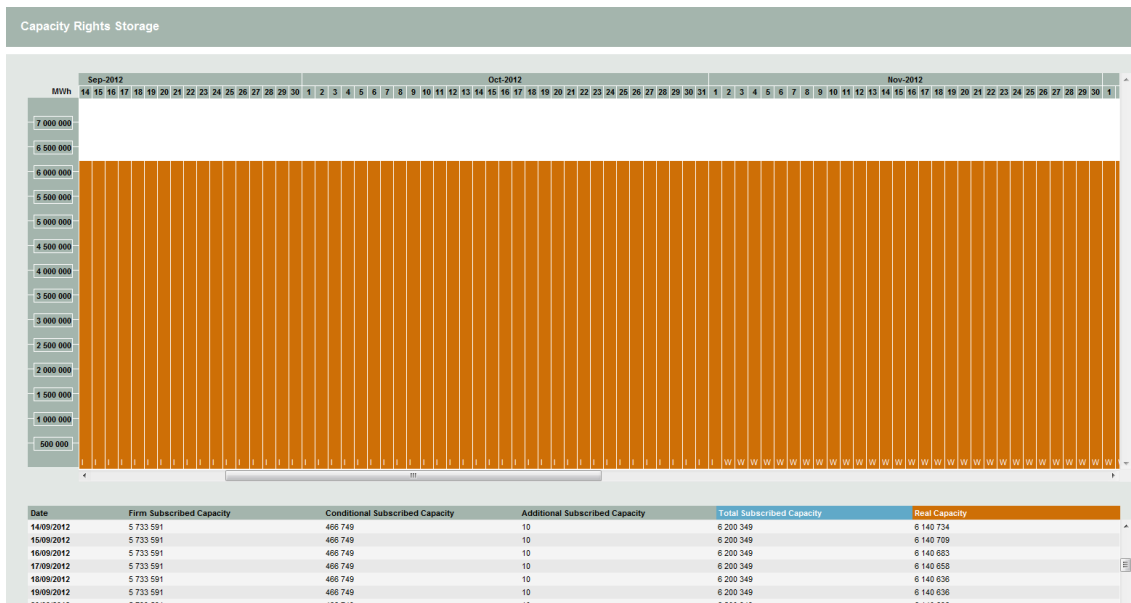 Capacity Rights Storage
Sep-2012 Oct-2012 Nov-2012
MWh 14 15 16 17 18 19 20 21 22 23 24 25 26 27 28 29 30 1 2 3 4 5 6 7 8 9 10 11 12 13 14 15 16 17 18 19 20 21 22 23 24 25 26 27 28 29 30 31 1 2 3 4 5 6 7 8 9 10 11 12 13 14 15 16 17 18 19 20 21 22 23 24 25 26 27 28 29 30 1
7 000 000
6 500 000
6 000 000
5 500 000
5 000 000
4 500 000
4 000 000
3 500 000
3 000 000
2 500 000
2 000 000
1 500 000
1 000 000
500 000
I I I I I I I I I I I I I I I I I I I I I I I I I I I I I I I I I I I I I I I I I I I I I I I I I W W W W W W W W W W W W W W W W W W W W W W W W W W W W W W
Date Firm Subscribed Capacity Conditional Subscribed Capacity Additional Subscribed Capacity Total Subscribed Capacity Real Capacity
14/09/2012 5 733 591 466 749 10 6 200 349 6 140 734
15/09/2012 5 733 591 466 749 10 6 200 349 6 140 709
16/09/2012 5 733 591 466 749 10 6 200 349 6 140 683
17/09/2012 5 733 591 466 749 10 6 200 349 6 140 658
18/09/2012 5 733 591 466 749 10 6 200 349 6 140 636
19/09/2012 5 733 591 466 749 10 6 200 349 6 140 636